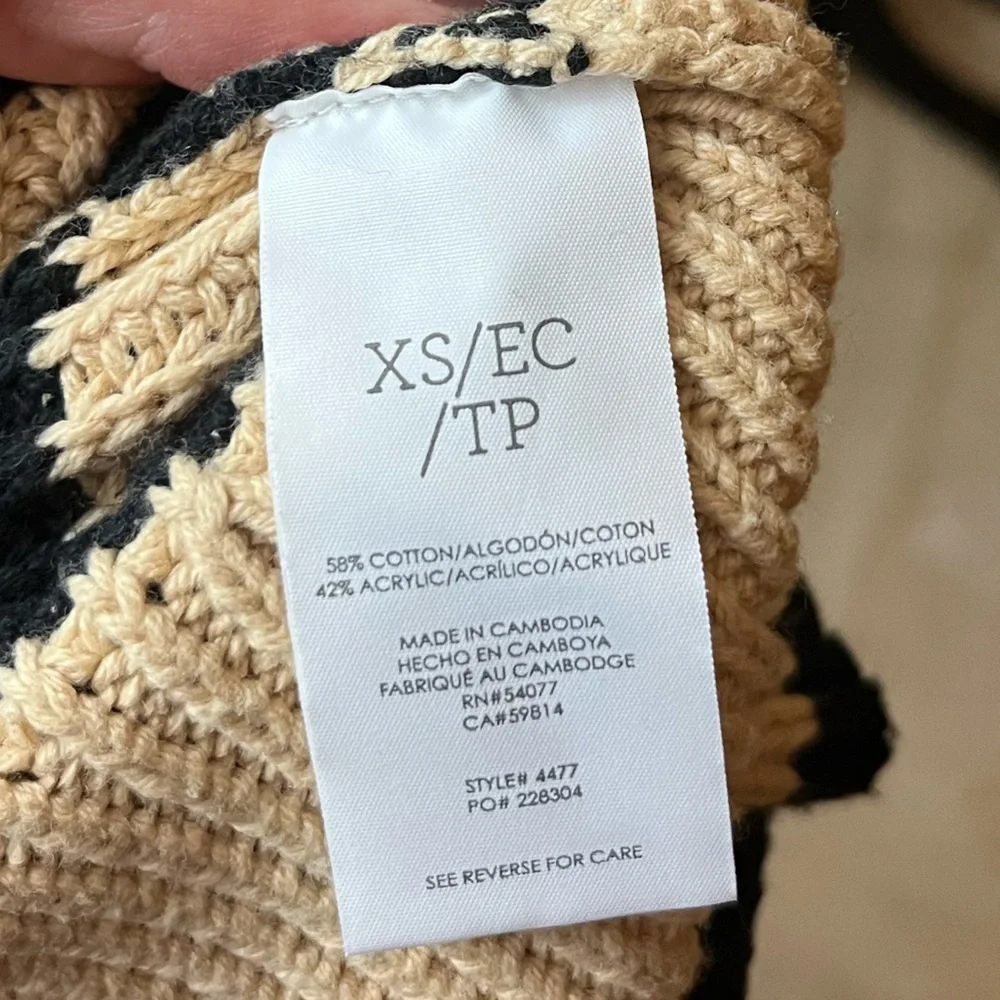 XS/EC
/TP
58% COTTON/ALGODÓN/COTON
42% ACRYLIC/ACRÍLICO/ACRYLIQUE
MADE IN CAMBODIA
HECHO EN CAMBOYA
FABRIQUÉ AU CAMBODGE
RN#54077
CA#59814
STYLE# 4477
PO# 228304
SEE REVERSE FOR CARE